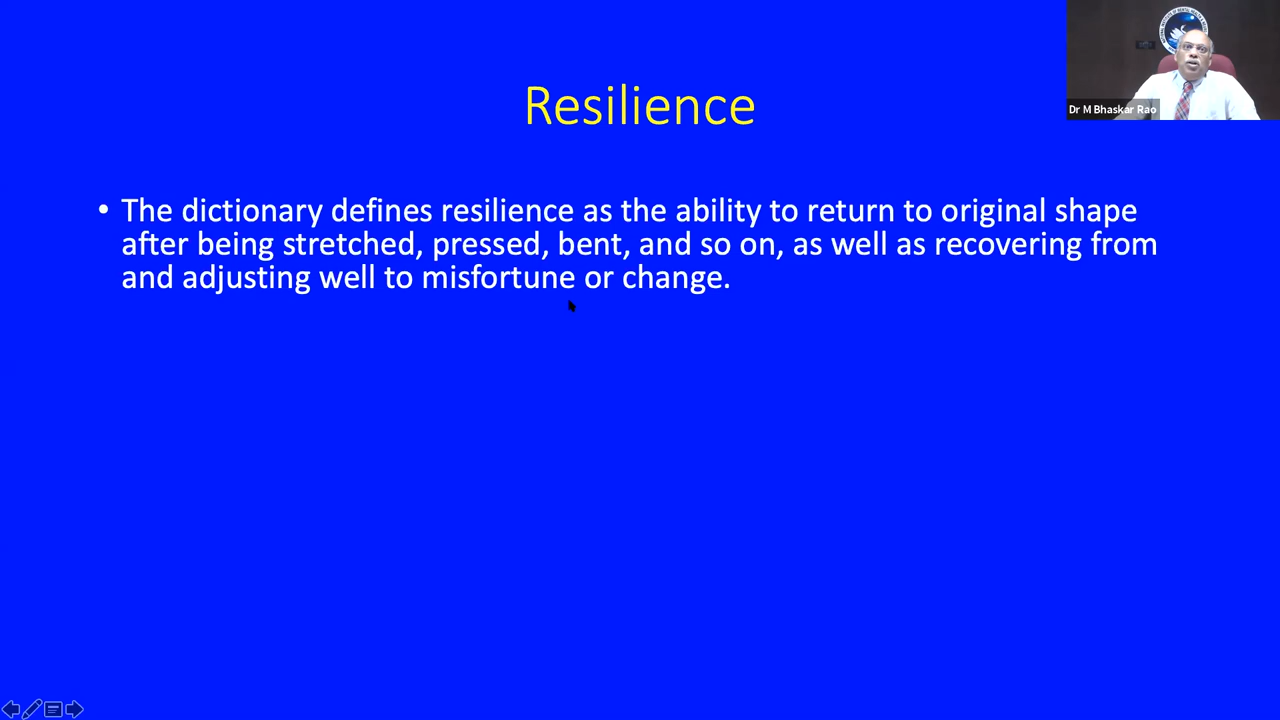 Resilience
• The dictionary defines resilience as the ability to return to original shape
after being stretched, pressed, bent, and so on, as well as recovering from
and adjusting well to misfortune or change.
Dr M Bhaskar Rao